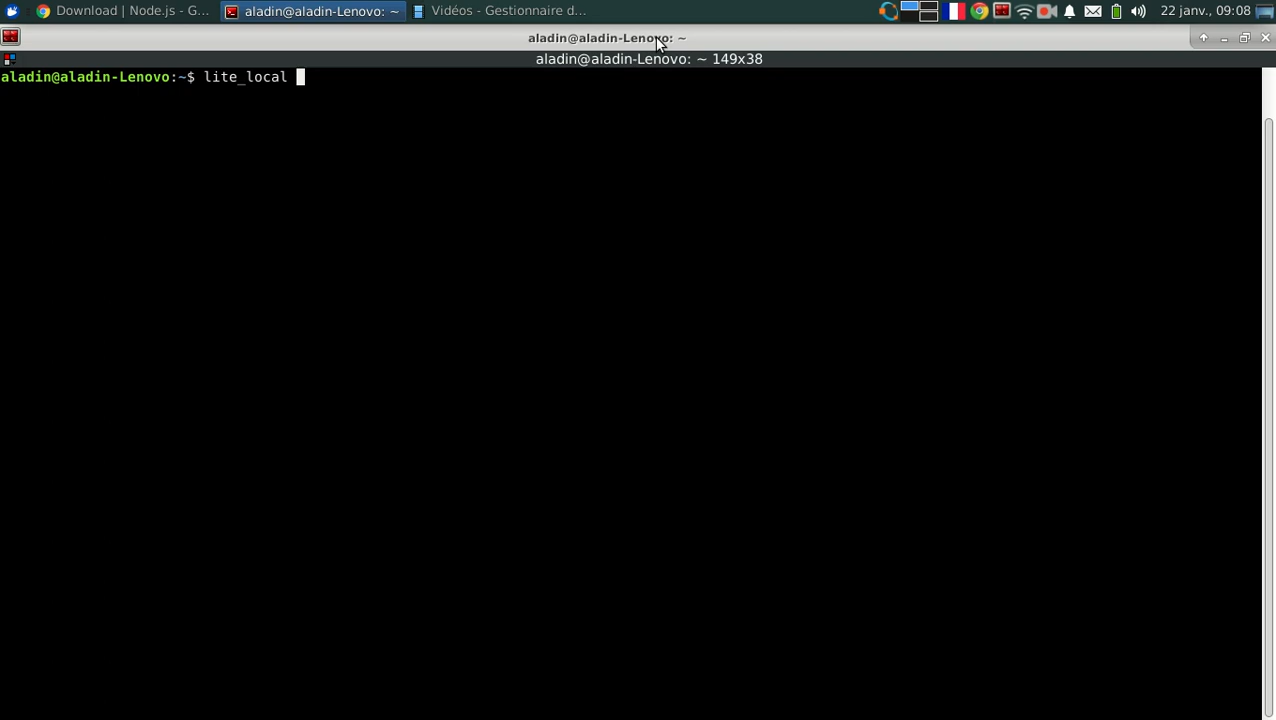 Download | Node.js - G...
aladin@aladin-Lenovo: ~
Vidéos - Gestionnaire d...
22 janv., 09:08
aladin@aladin-Lenovo: ~
aladin@aladin-Lenovo: ~ 149x38
aladin@aladin-Lenovo:~$ lite_local